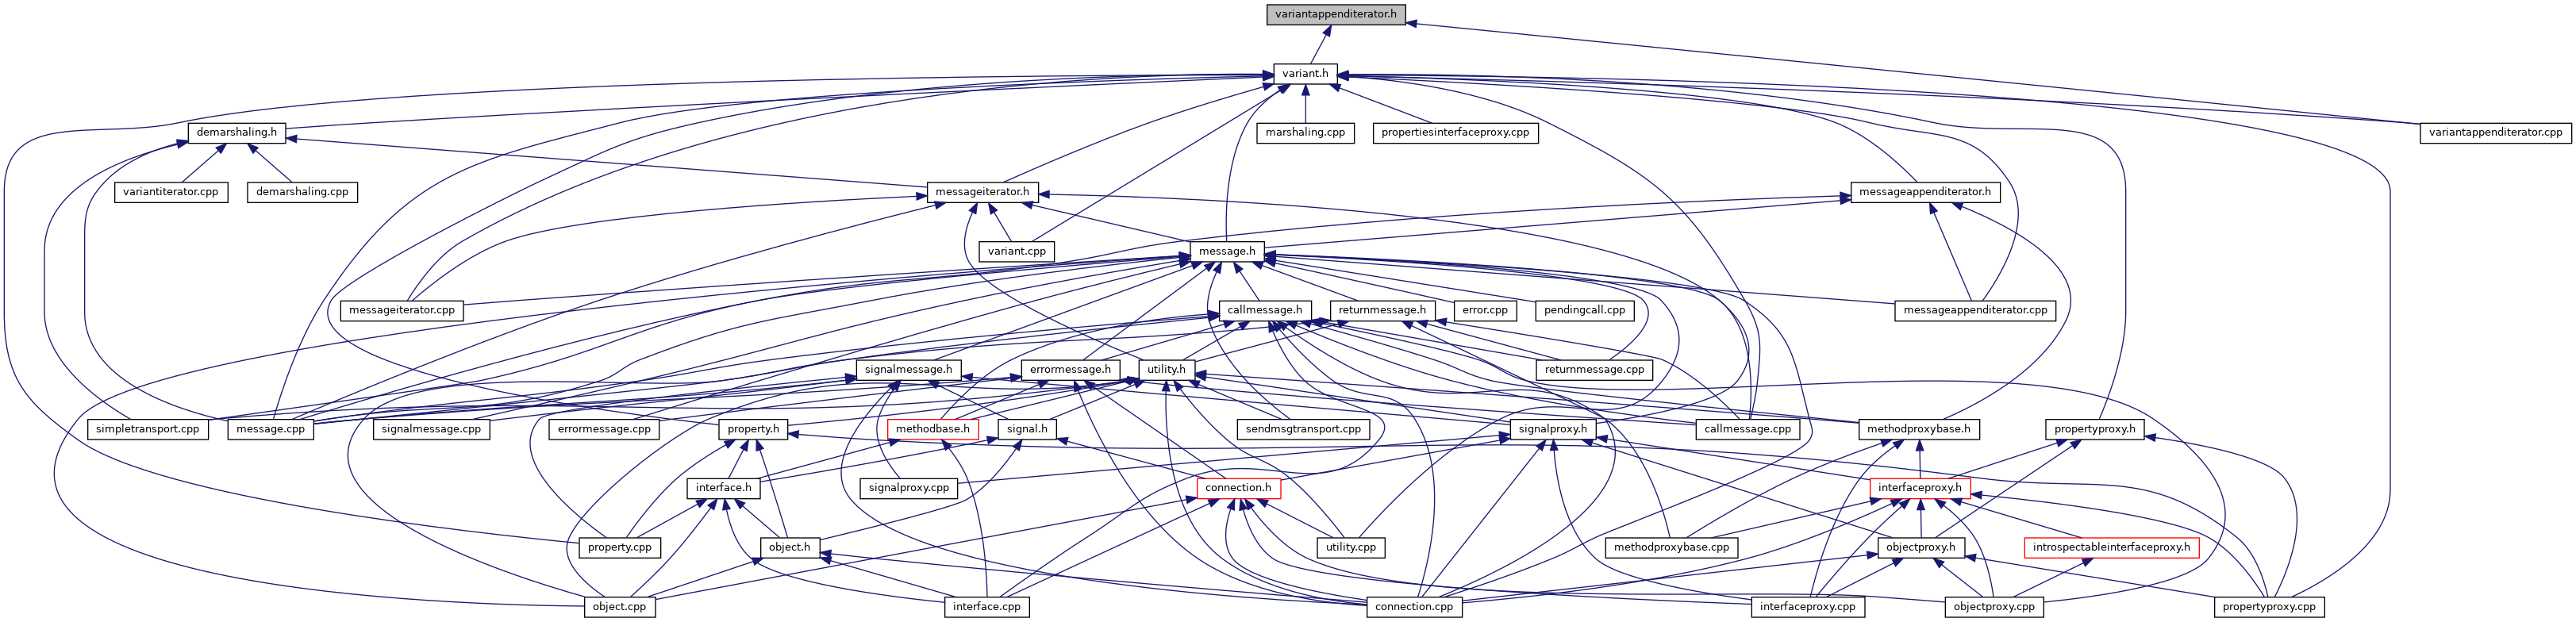 variantappenditerator.h
variant.h
demarshaling.h
marshaling.cpp
propertiesinterfaceproxy.cpp
variantappenditerator.cpp
variantiterator.cpp
demarshaling.cpp
messageiterator.h
messageappenditerator.h
variant.cpp
message.h
messageiterator.cpp
callmessage.h
returnmessage.h
error.cpp
pendingcall.cpp
messageappenditerator.cpp
signalmessage.h
errormessage.h
utility.h
returnmessage.cpp
simpletransport.cpp
message.cpp
signalmessage.cpp
errormessage.cpp
property.h
methodbase.h
signal.h
sendmsgtransport.cpp
signalproxy.h
callmessage.cpp
methodproxybase.h
propertyproxy.h
interface.h
signalproxy.cpp
connection.h
interfaceproxy.h
property.cpp
object.h
utility.cpp
methodproxybase.cpp
objectproxy.h
introspectableinterfaceproxy.h
object.cpp
interface.cpp
connection.cpp
interfaceproxy.cpp
objectproxy.cpp
propertyproxy.cpp